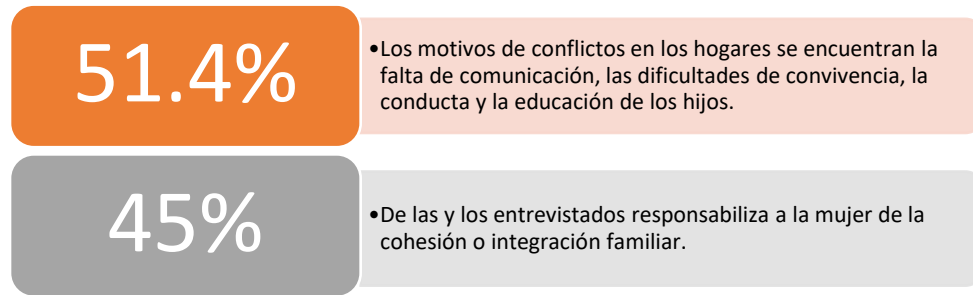 51.4%
•Los motivos de conflictos en los hogares se encuentran la
falta de comunicación, las dificultades de convivencia, la
conducta y la educación de los hijos.
45%
•De las y los entrevistados responsabiliza a la mujer de la
cohesión o integración familiar.